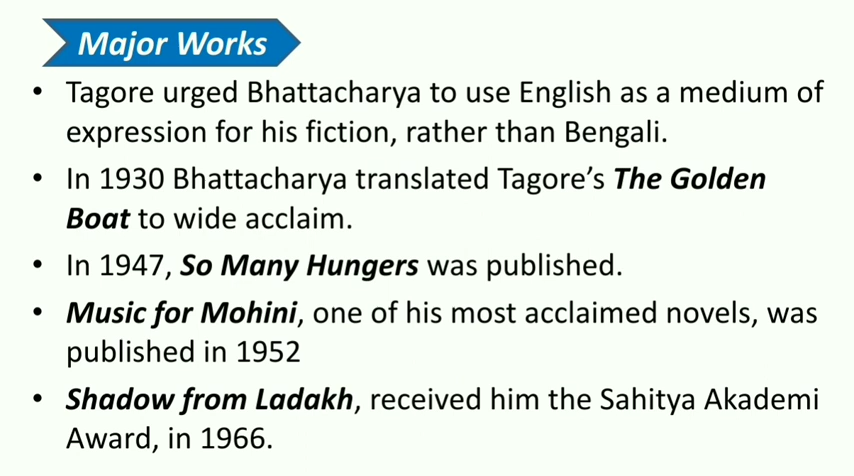 Major Works
• Tagore urged Bhattacharya to use English as a medium of
expression for his fiction, rather than Bengali.
• In 1930 Bhattacharya translated Tagore’s The Golden
Boat to wide acclaim.
• In 1947, So Many Hungers was published.
• Music for Mohini, one of his most acclaimed novels, was
published in 1952
• Shadow from Ladakh, received him the Sahitya Akademi
Award, in 1966.